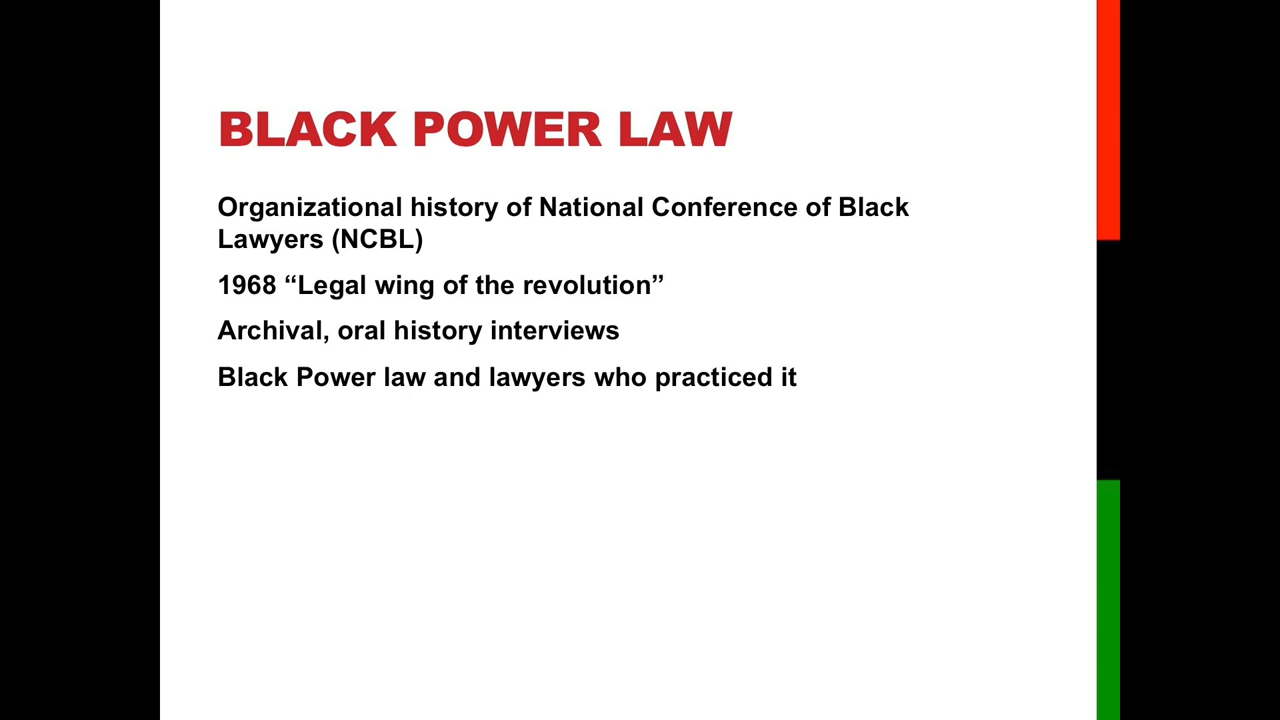 BLACK POWER LAW
Organizational history of National Conference of Black
Lawyers (NCBL)
1968 “Legal wing of the revolution”
Archival, oral history interviews
Black Power law and lawyers who practiced it